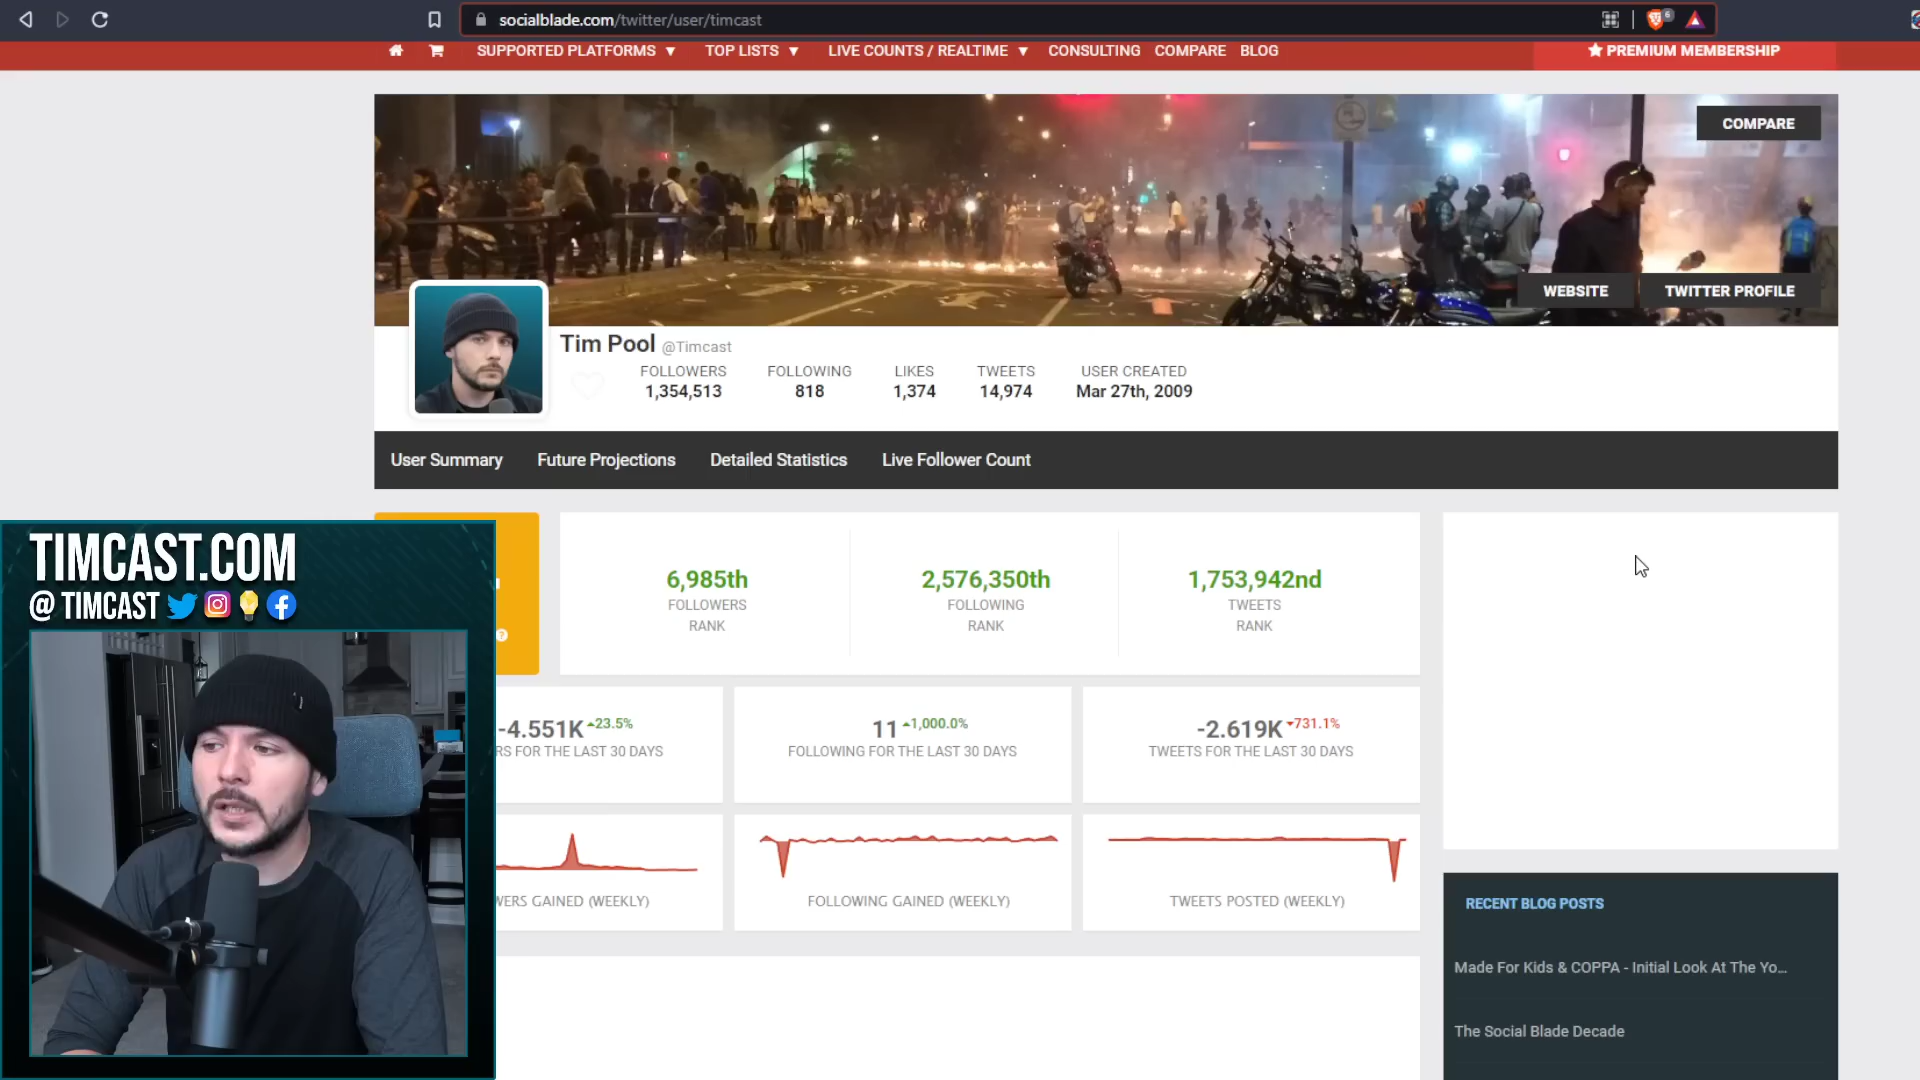 socialblade.com/twitter/user/timcast
6
SUPPORTED PLATFORMS ▼ TOP LISTS ▼ LIVE COUNTS / REALTIME ▼ CONSULTING COMPARE BLOG
PREMIUM MEMBERSHIP
COMPARE
WEBSITE
TWITTER PROFILE
Tim Pool @Timcast
FOLLOWERS FOLLOWING LIKES TWEETS USER CREATED
1,354,513 818 1,374 14,974 Mar 27th, 2009
User Summary Future Projections Detailed Statistics Live Follower Count
6,985th 2,576,350th 1,753,942nd
FOLLOWERS FOLLOWING TWEETS
RANK RANK RANK
?
TIMCAST.COM
@ TIMCAST
-4.551K 23.5%
RS FOR THE LAST 30 DAYS
11 1,000.0%
FOLLOWING FOR THE LAST 30 DAYS
-2.619K 731.1%
TWEETS FOR THE LAST 30 DAYS
WERS GAINED (WEEKLY)
FOLLOWING GAINED (WEEKLY)
TWEETS POSTED (WEEKLY)
RECENT BLOG POSTS
Made For Kids & COPPA - Initial Look At The Yo...
The Social Blade Decade